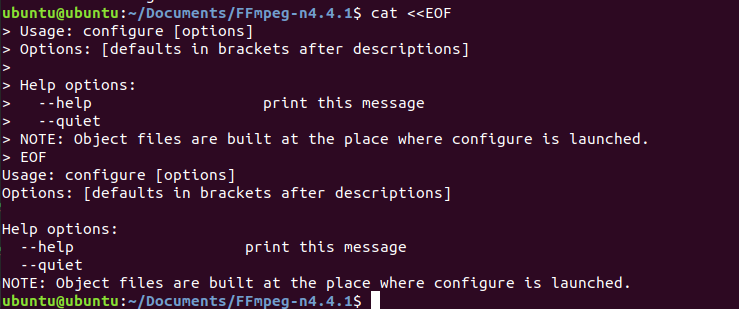 ubuntu@ubuntu:~/Documents/FFmpeg-n4.4.1$ cat <<EOF
> Usage: configure [options]
> Options: [defaults in brackets after descriptions]
>
> Help options:
>   --help                   print this message
>   --quiet
> NOTE: Object files are built at the place where configure is launched.
> EOF
Usage: configure [options]
Options: [defaults in brackets after descriptions]

Help options:
  --help                   print this message
  --quiet
NOTE: Object files are built at the place where configure is launched.
ubuntu@ubuntu:~/Documents/FFmpeg-n4.4.1$